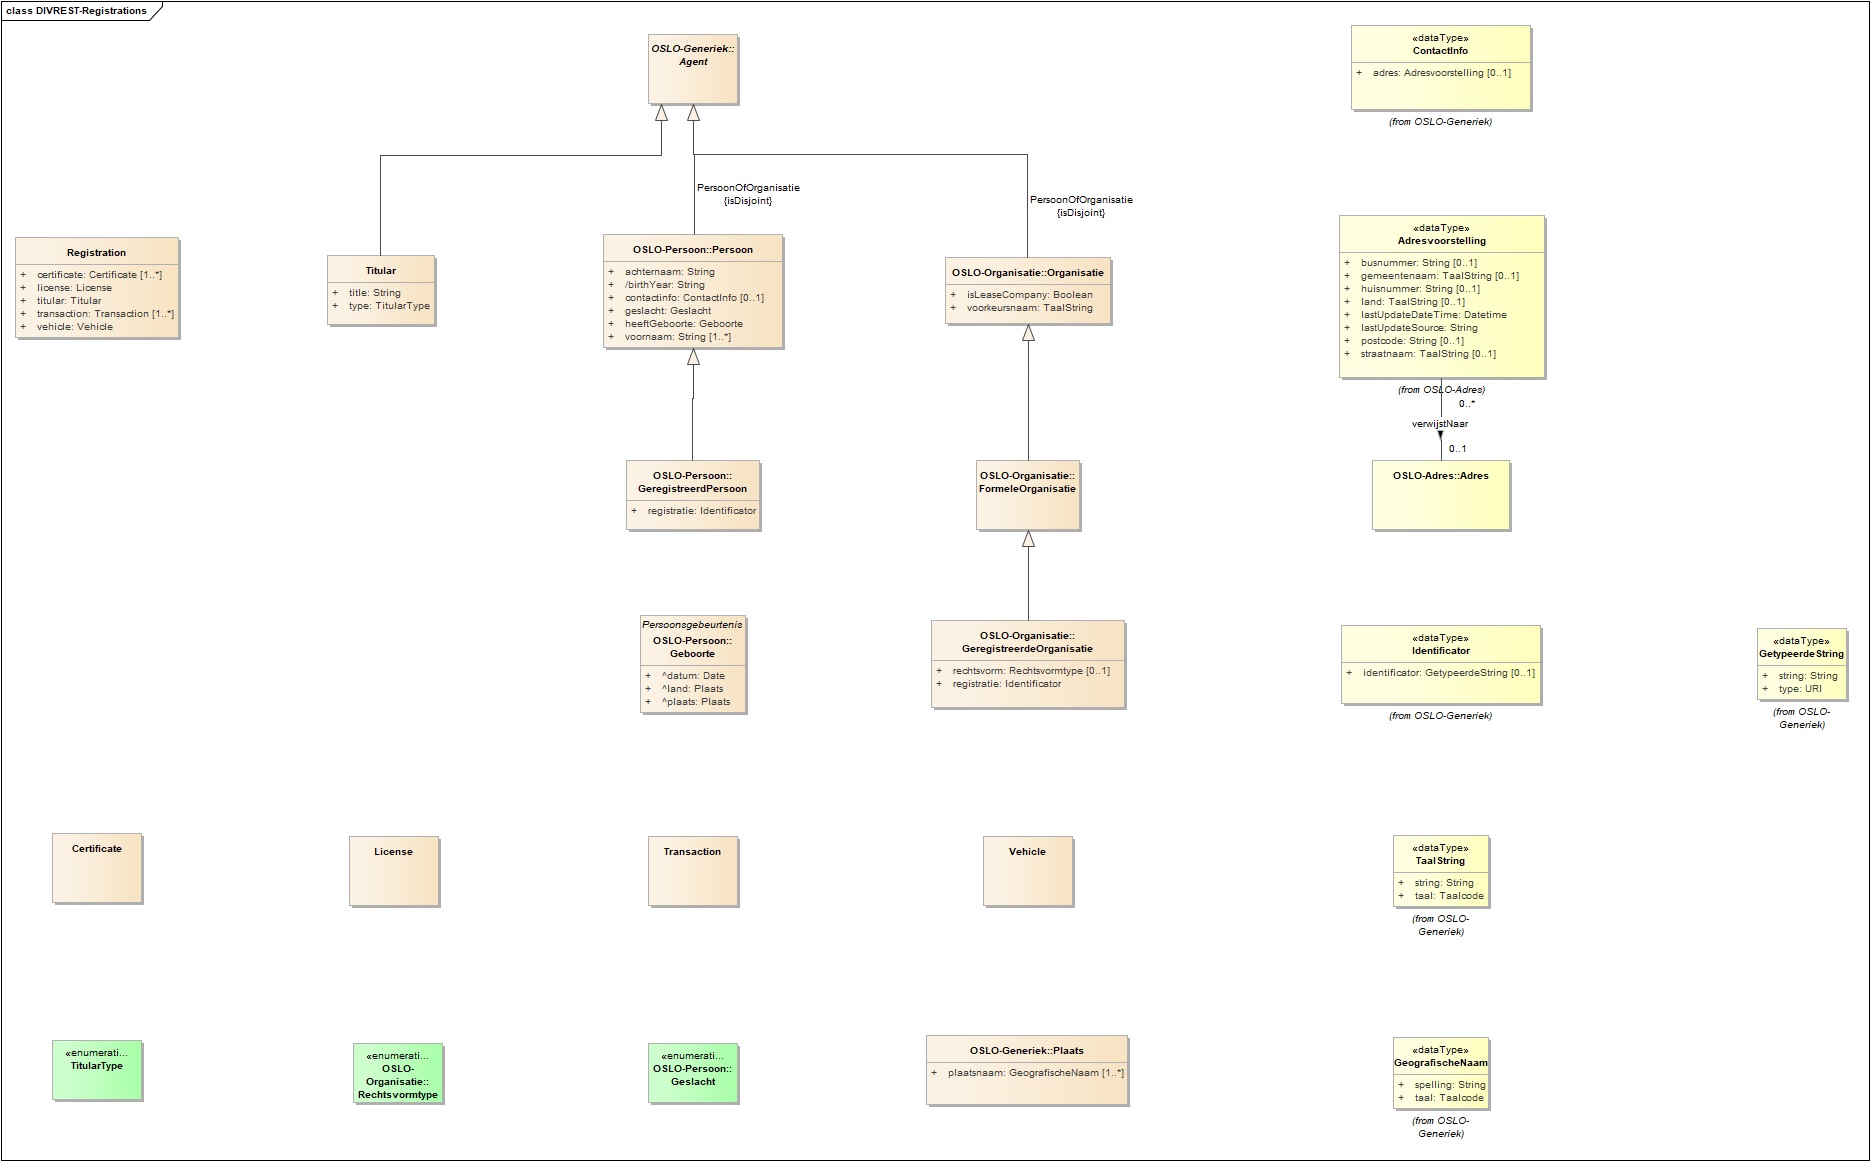 class DIVREST-Registrations
OSLO-Generiek::
Agent
«dataType»
ContactInfo
+ adres: Adresvoorstelling [0..1]
(from OSLO-Generiek)
PersoonOfOrganisatie
{isDisjoint}
PersoonOfOrganisatie
{isDisjoint}
Registration
+ certificate: Certificate [1..*]
+ license: License
+ titular: Titular
+ transaction: Transaction [1..*]
+ vehicle: Vehicle
Titular
+ title: String
+ type: TitularType
OSLO-Persoon::Persoon
+ achternaam: String
+ /birthYear: String
+ contactinfo: ContactInfo [0..1]
+ geslacht: Geslacht
+ heeftGeboorte: Geboorte
+ voornaam: String [1..*]
OSLO-Organisatie::Organisatie
+ isLeaseCompany: Boolean
+ voorkeursnaam: TaalString
«dataType»
Adresvoorstelling
+ busnummer: String [0..1]
+ gemeentenaam: TaalString [0..1]
+ huisnummer: String [0..1]
+ land: TaalString [0..1]
+ lastUpdateDateTime: Datetime
+ lastUpdateSource: String
+ postcode: String [0..1]
+ straatnaam: TaalString [0..1]
(from OSLO-Adres)
0..*
verwijstNaar
0..1
OSLO-Persoon::
GeregistreerdPersoon
+ registratie: Identificator
OSLO-Organisatie::
FormeleOrganisatie
OSLO-Adres::Adres
Persoonsgebeurtenis
OSLO-Persoon::
Geboorte
+ ^datum: Date
+ ^land: Plaats
+ ^plaats: Plaats
OSLO-Organisatie::
GeregistreerdeOrganisatie
+ rechtsvorm: Rechtsvormtype [0..1]
+ registratie: Identificator
«dataType»
Identificator
+ identificator: GetypeerdeString [0..1]
(from OSLO-Generiek)
«dataType»
GetypeerdeString
+ string: String
+ type: URI
(from OSLO-
Generiek)
Certificate
License
Transaction
Vehicle
«dataType»
TaalString
+ string: String
+ taal: Taalcode
(from OSLO-
Generiek)
«enumerati...
TitularType
«enumerati...
OSLO-
Organisatie::
Rechtsvormtype
«enumerati...
OSLO-Persoon::
Geslacht
OSLO-Generiek::Plaats
+ plaatsnaam: GeografischeNaam [1..*]
«dataType»
GeografischeNaam
+ spelling: String
+ taal: Taalcode
(from OSLO-
Generiek)